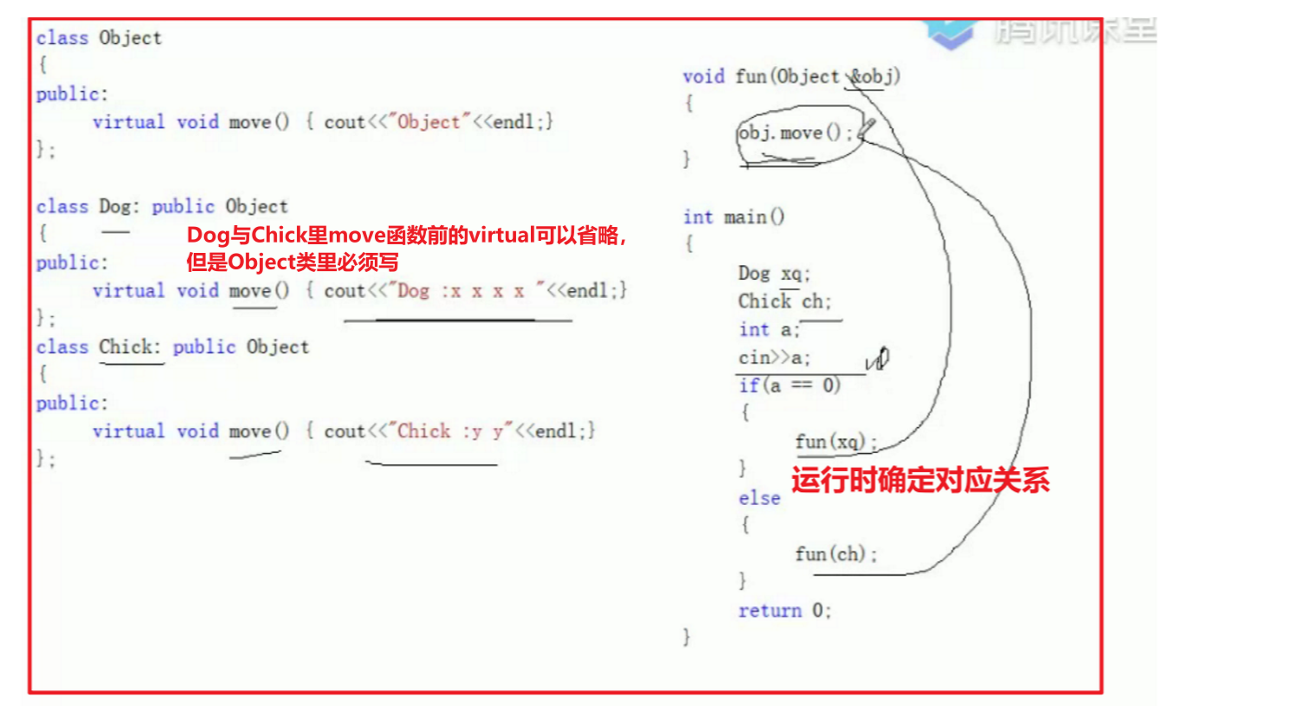 腾讯课堂
class Object
{
public:
virtual void move() { cout<<"Object"<<endl;}
};
class Dog: public Object
{
Dog与Chick里move函数前的virtual可以省略,
但是Object类里必须写
public:
virtual void move() { cout<<"Dog :x x x x "<<endl;}
};
class Chick: public Object
{
public:
virtual void move() { cout<<"Chick :y y"<<endl;}
};
void fun(Object &obj)
{
obj.move();
}
int main()
{
Dog xq;
Chick ch;
int a;
cin>>a;
if(a == 0)
{
fun(xq);
}
运行时确定对应关系
else
{
fun(ch);
}
return 0;
}